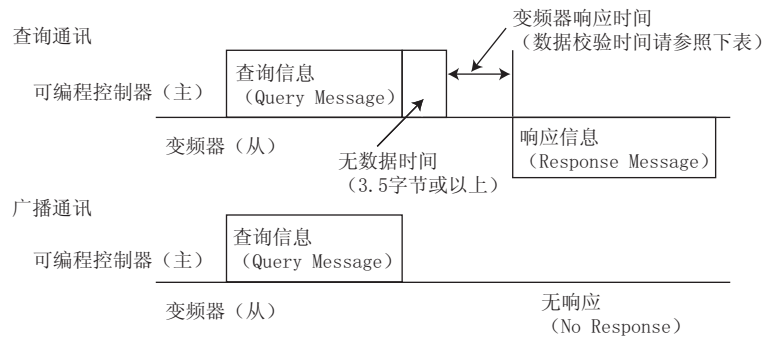 变频器响应时间
（数据校验时间请参照下表）
查询通讯
查询信息
（Query Message）
可编程控制器（主）
变频器（从）
无数据时间
（3.5字节或以上）
响应信息
（Response Message）
广播通讯
查询信息
（Query Message）
可编程控制器（主）
变频器（从）
无响应
（No Response）